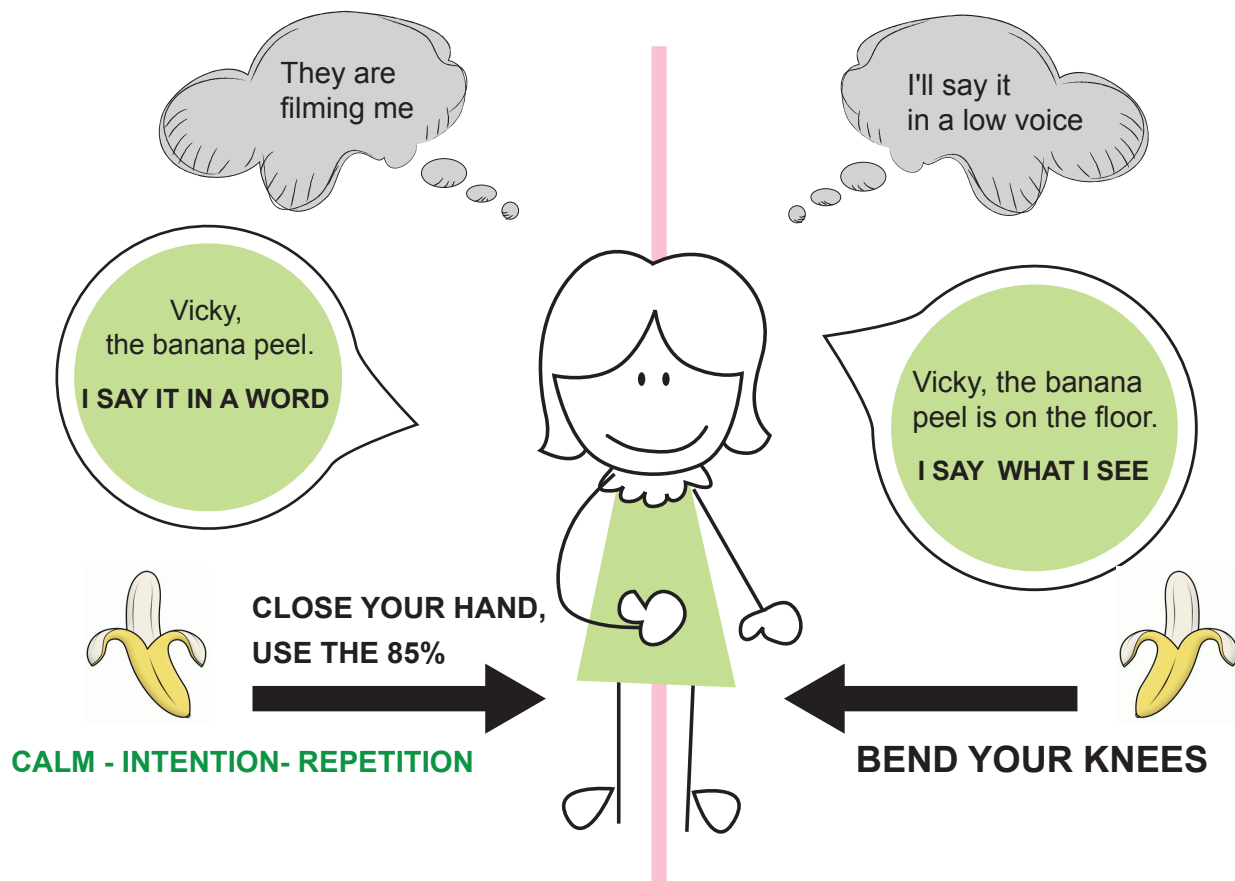 They are
filming me
I'll say it
in a low voice
Vicky,
the banana peel.
I SAY IT IN A WORD
Vicky, the banana
peel is on the floor.
I SAY WHAT I SEE
CLOSE YOUR HAND,
USE THE 85%
CALM - INTENTION- REPETITION
BEND YOUR KNEES